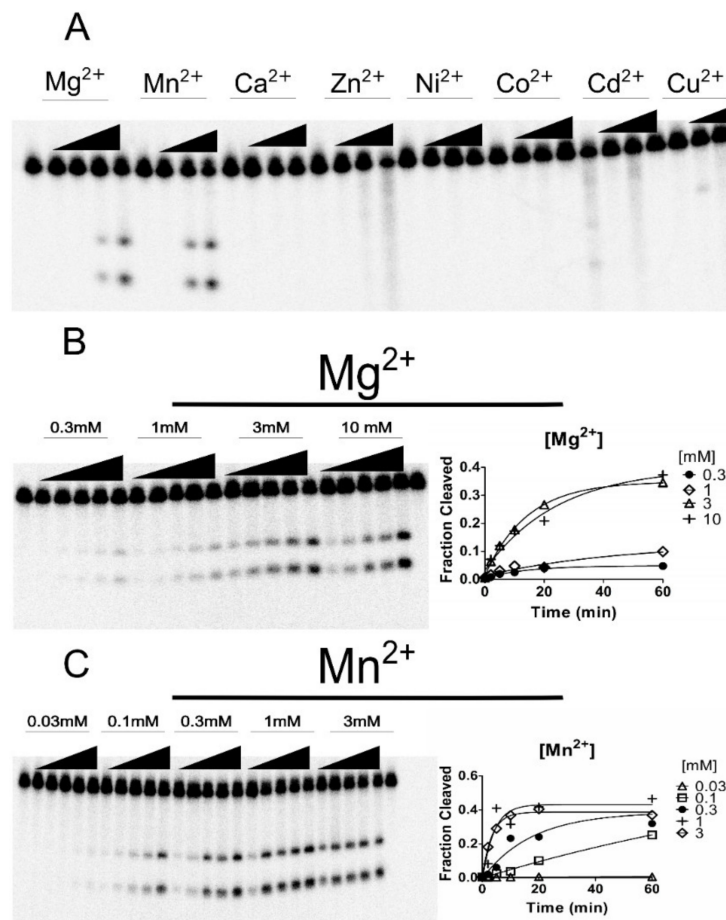 A
Mg²⁺ Mn²⁺ Ca²⁺ Zn²⁺ Ni²⁺ Co²⁺ Cd²⁺ Cu²⁺
B
Mg²⁺
0.3mM 1mM 3mM 10 mM
[Mg²⁺]
[mM]
0.3
1
3
10
Fraction Cleaved
0.4
0.3
0.2
0.1
0.0
0 20 40 60
Time (min)
C
Mn²⁺
0.03mM 0.1mM 0.3mM 1mM 3mM
[Mn²⁺]
[mM]
0.03
0.1
0.3
1
3
Fraction Cleaved
0.6
0.4
0.2
0.0
0 20 40 60
Time (min)